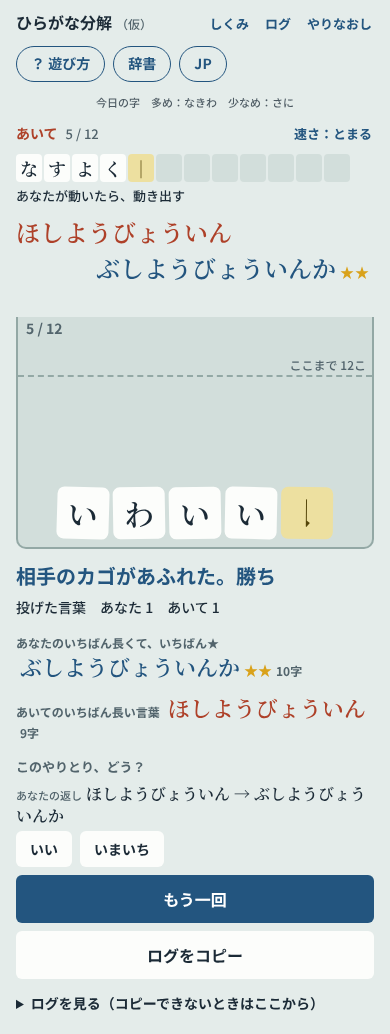 ひらがな分解 （仮） しくみ ログ やりなおし
？ 遊び方 辞書 JP
今日の字 多め：なきわ 少なめ：さに
あいて 5 / 12 速さ：とまる
な す よ く |
あなたが動いたら、動き出す
ほしようびょういん
ぶしようびょういんか ★★
5 / 12
ここまで 12こ
い わ い い
相手のカゴがあふれた。勝ち
投げた言葉 あなた 1 あいて 1
あなたのいちばん長くて、いちばん★
ぶしようびょういんか ★★ 10字
あいてのいちばん長い言葉 ほしようびょういん
9字
このやりとり、どう？
あなたの返し ほしようびょういん → ぶしようびょう
いんか
いい いまいち
もう一回
ログをコピー
▶ ログを見る（コピーできないときはここから）